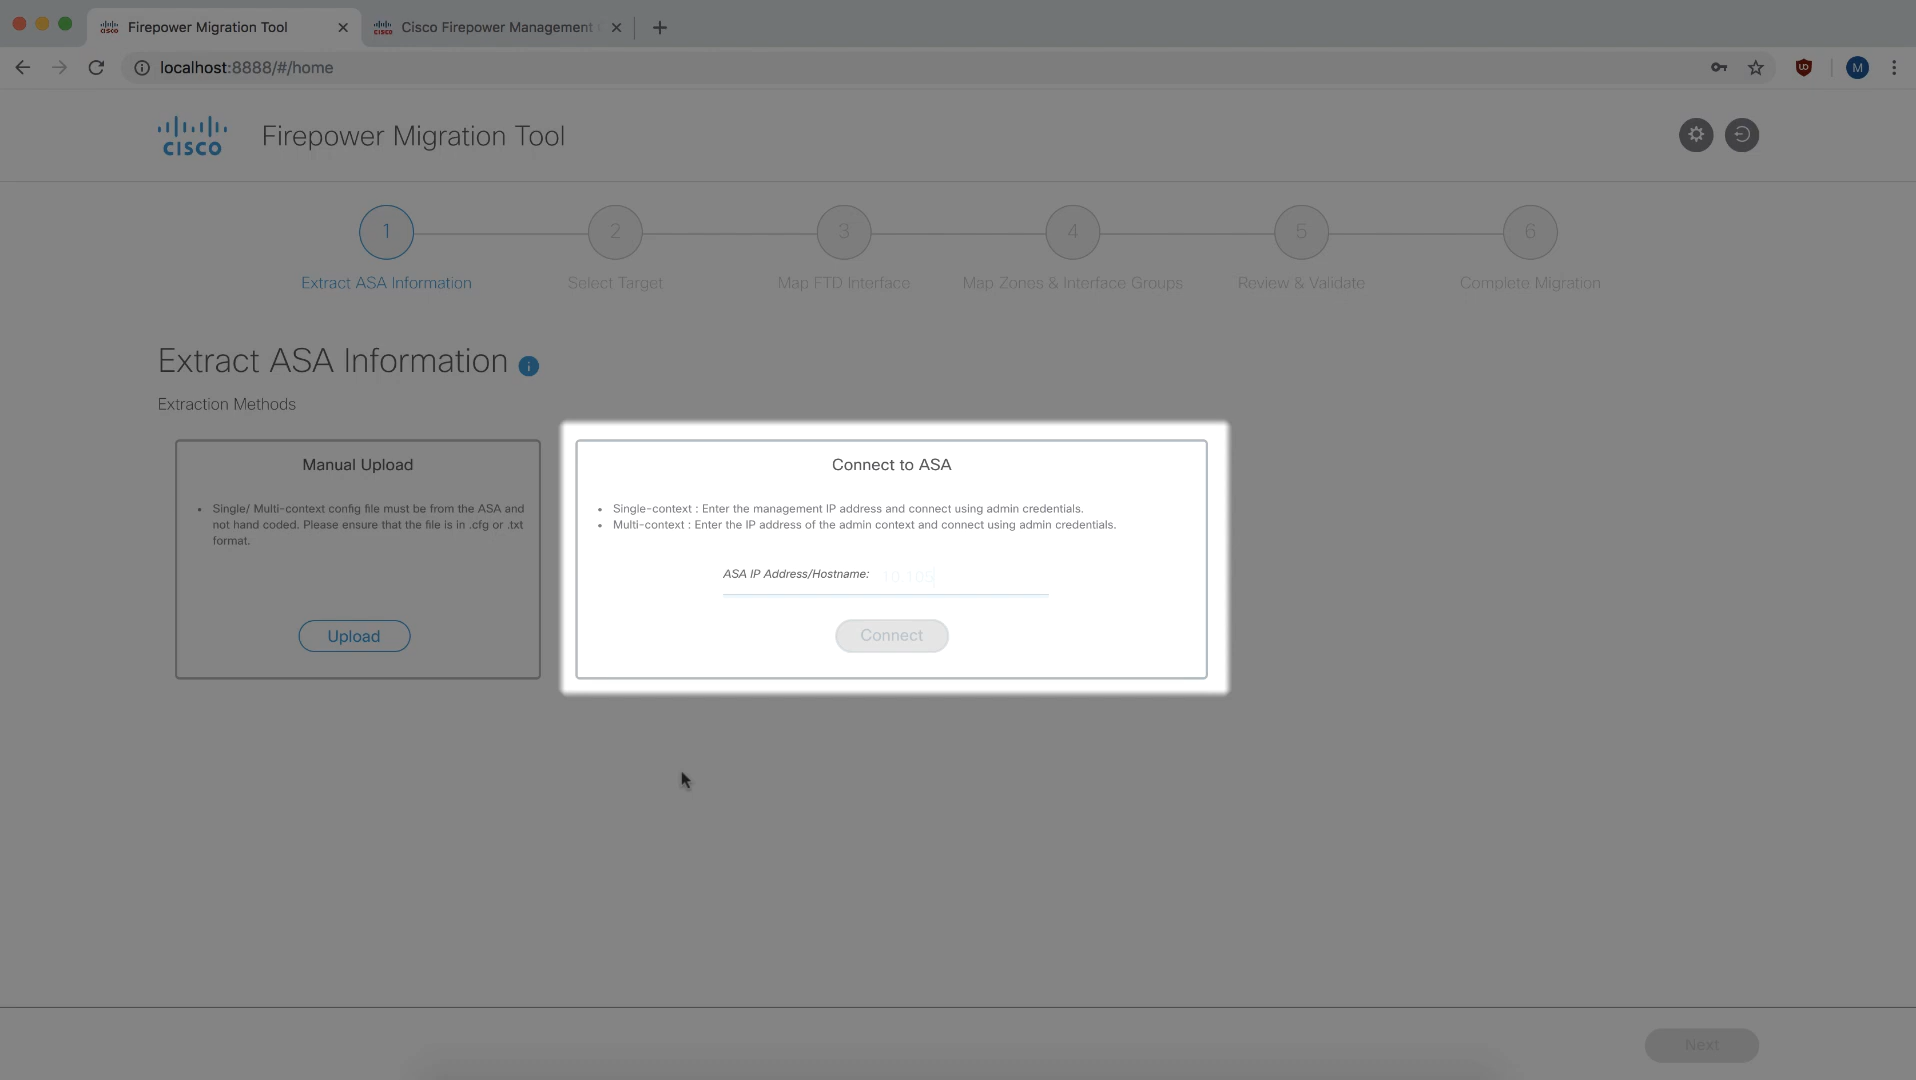 Firepower Migration Tool
Cisco Firepower Management
localhost:8888/#/home
M
CISCO
Firepower Migration Tool
1
2
3
4
5
6
Extract ASA Information
Select Target
Map FTD Interface
Map Zones & Interface Groups
Review & Validate
Complete Migration
Extract ASA Information
Extraction Methods
Manual Upload
• Single/ Multi-context config file must be from the ASA and
not hand coded. Please ensure that the file is in .cfg or .txt
format.
Upload
Connect to ASA
• Single-context : Enter the management IP address and connect using admin credentials.
• Multi-context : Enter the IP address of the admin context and connect using admin credentials.
ASA IP Address/Hostname: 10.105
Connect
Next